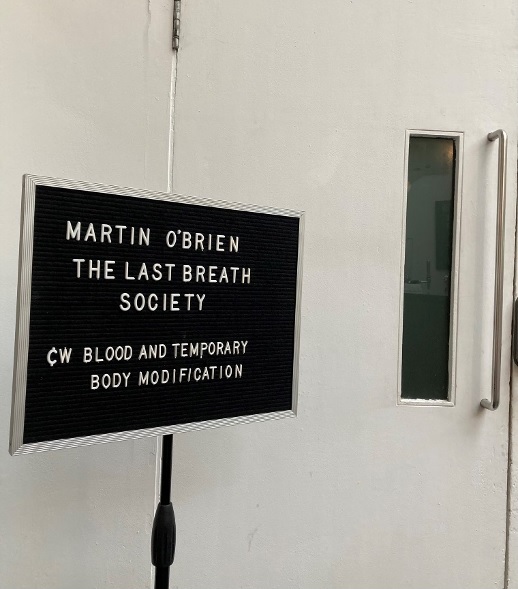 MARTIN O'BRIEN
THE LAST BREATH
SOCIETY
¢W BLOOD AND TEMPORARY
BODY MODIFICATION